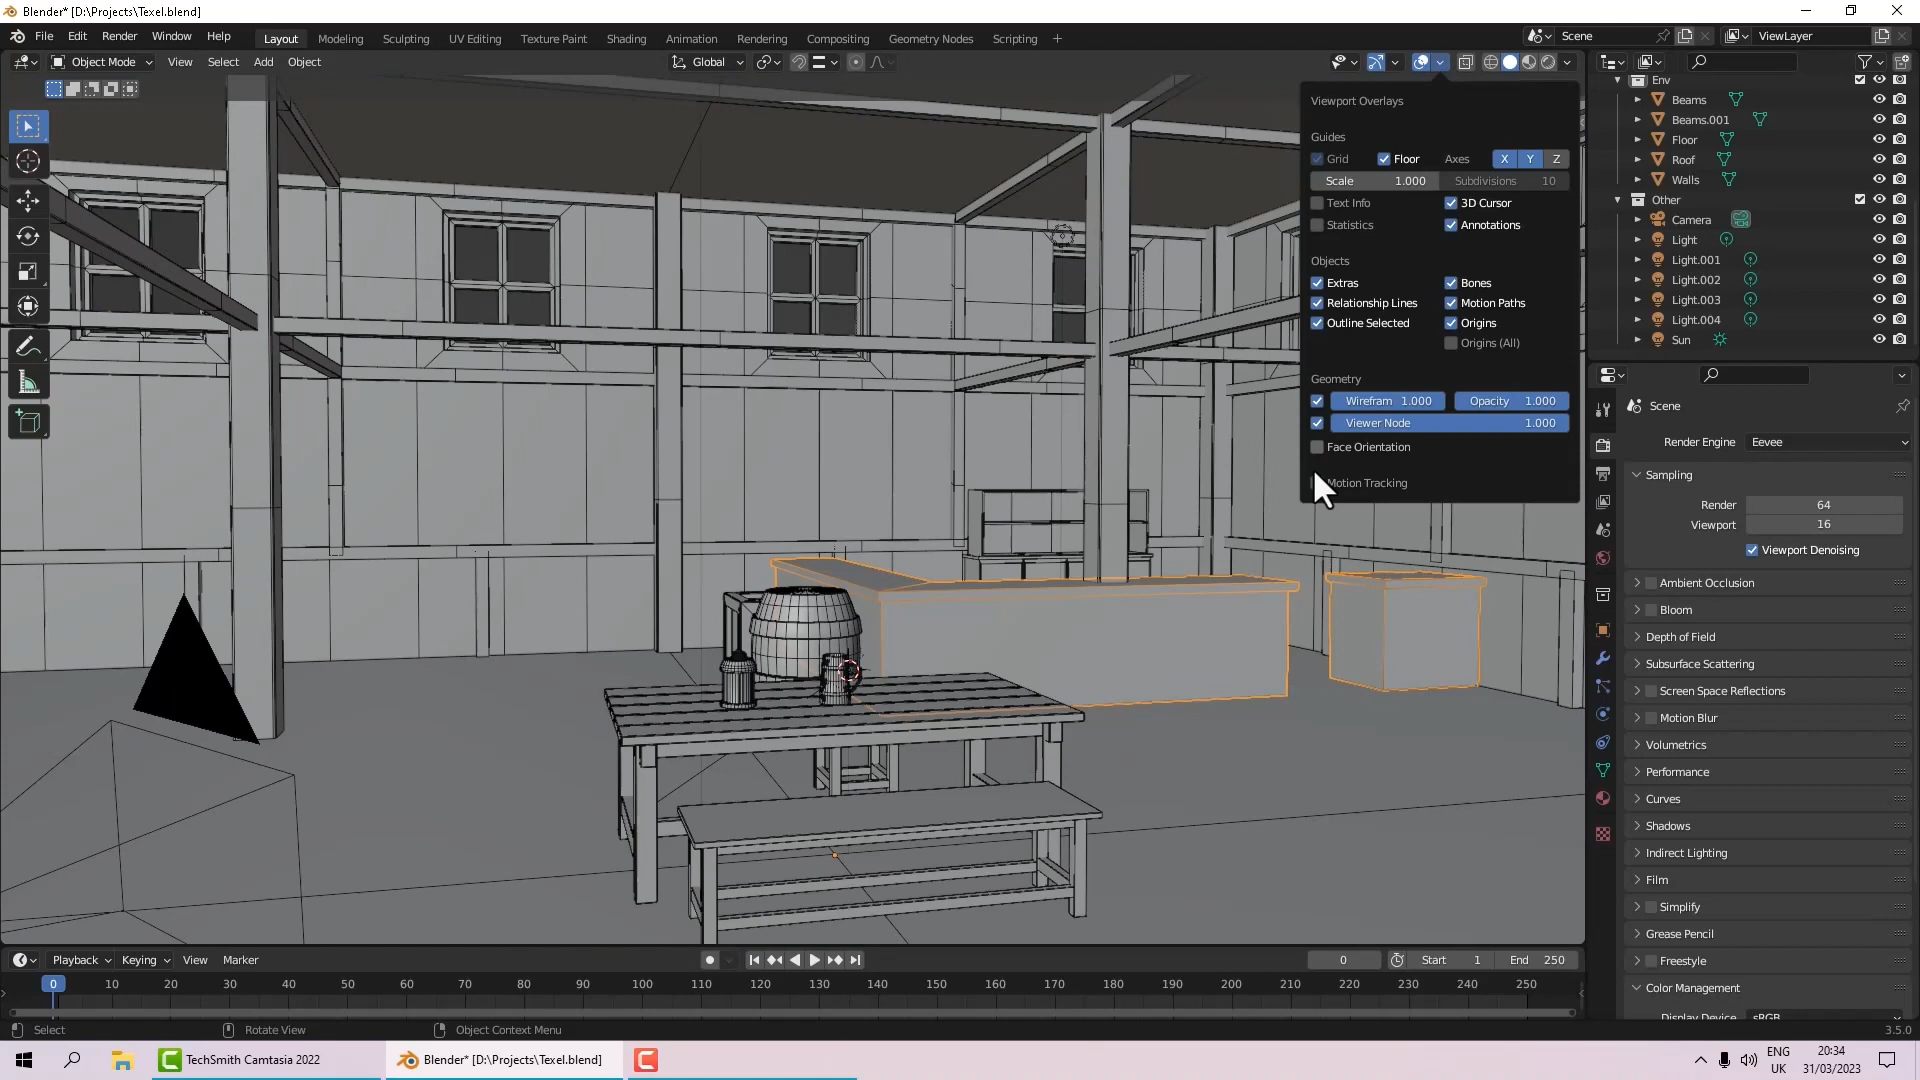 Blender* [D:\Projects\Texel.blend]
File Edit Render Window Help
Layout Modeling Sculpting UV Editing Texture Paint Shading Animation Rendering Compositing Geometry Nodes Scripting +
Scene
ViewLayer
Object Mode View Select Add Object
Global
Viewport Overlays
Guides
Grid Floor Axes X Y Z
Scale 1.000 Subdivisions 10
Text Info 3D Cursor
Statistics Annotations
Objects
Extras Bones
Relationship Lines Motion Paths
Outline Selected Origins
Origins (All)
Geometry
Wirefram 1.000 Opacity 1.000
Viewer Node 1.000
Face Orientation
Motion Tracking
Env
Beams
Beams.001
Floor
Roof
Walls
Other
Camera
Light
Light.001
Light.002
Light.003
Light.004
Sun
Scene
Render Engine Eevee
Sampling
Render 64
Viewport 16
Viewport Denoising
Ambient Occlusion
Bloom
Depth of Field
Subsurface Scattering
Screen Space Reflections
Motion Blur
Volumetrics
Performance
Curves
Shadows
Indirect Lighting
Film
Simplify
Grease Pencil
Freestyle
Color Management
Display Device sRGB
Playback Keying View Marker
0 Start 1 End 250
0 10 20 30 40 50 60 70 80 90 100 110 120 130 140 150 160 170 180 190 200 210 220 230 240 250
Select Rotate View Object Context Menu
3.5.0
TechSmith Camtasia 2022
Blender* [D:\Projects\Texel.blend]
ENG
UK
20:34
31/03/2023